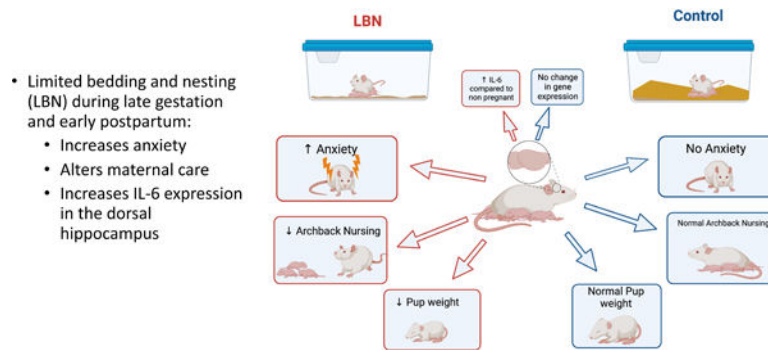 LBN
Control
• Limited bedding and nesting
(LBN) during late gestation
and early postpartum:
• Increases anxiety
• Alters maternal care
• Increases IL-6 expression
in the dorsal
hippocampus
↑ IL-6
compared to
non pregnant
No change
in gene
expression
↑ Anxiety
No Anxiety
↓ Archback Nursing
Normal Archback Nursing
↓ Pup weight
Normal Pup
weight